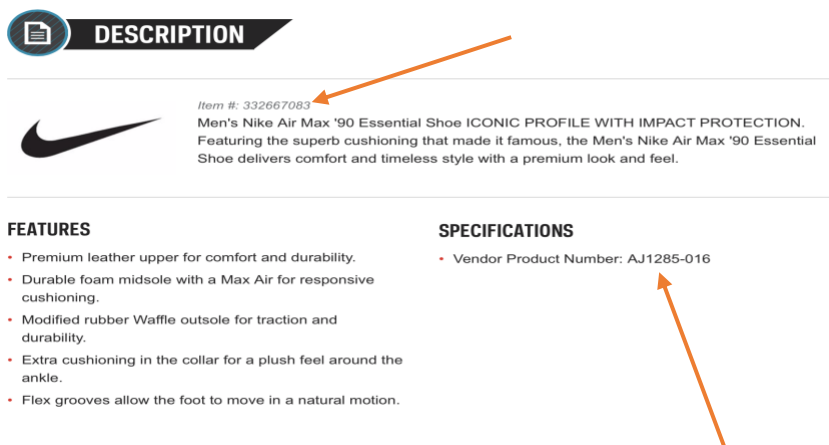 DESCRIPTION
Item #: 332667083
Men's Nike Air Max '90 Essential Shoe ICONIC PROFILE WITH IMPACT PROTECTION.
Featuring the superb cushioning that made it famous, the Men's Nike Air Max '90 Essential
Shoe delivers comfort and timeless style with a premium look and feel.
FEATURES
• Premium leather upper for comfort and durability.
• Durable foam midsole with a Max Air for responsive
cushioning.
• Modified rubber Waffle outsole for traction and
durability.
• Extra cushioning in the collar for a plush feel around the
ankle.
• Flex grooves allow the foot to move in a natural motion.
SPECIFICATIONS
• Vendor Product Number: AJ1285-016